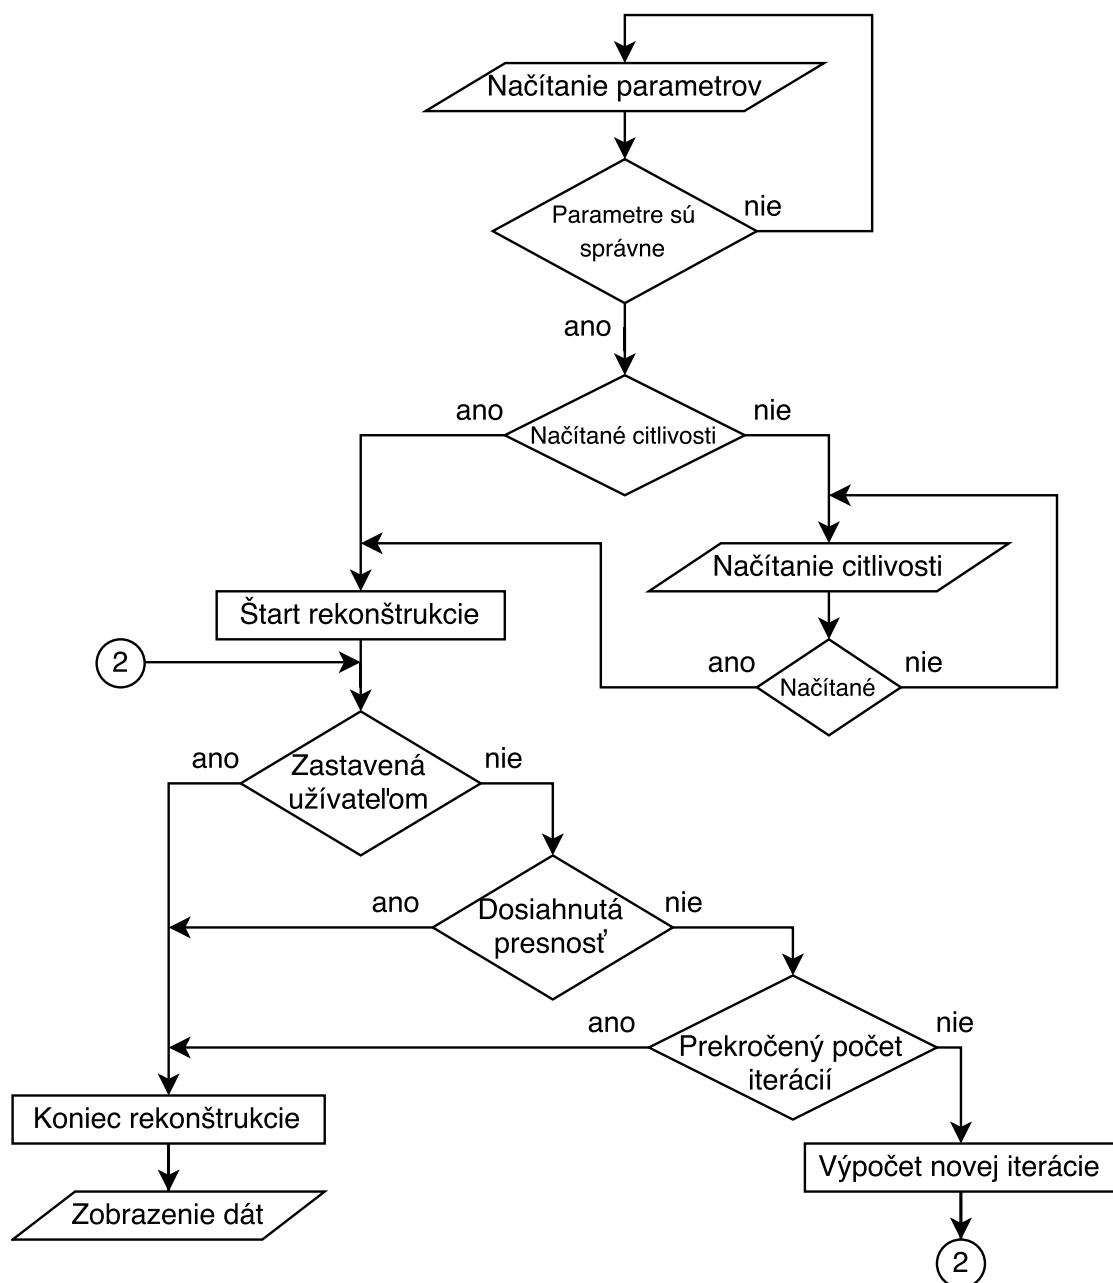 Načítanie parametrov
nie
Parametre sú
správne
ano
ano
nie
Načítané citlivosti
Načítanie citlivosti
Štart rekonštrukcie
2
ano
nie
Načítané
ano
nie
Zastavená
užívateľom
ano
nie
Dosiahnutá
presnosť
ano
nie
Prekročený počet
iterácií
Koniec rekonštrukcie
Výpočet novej iterácie
Zobrazenie dát
2